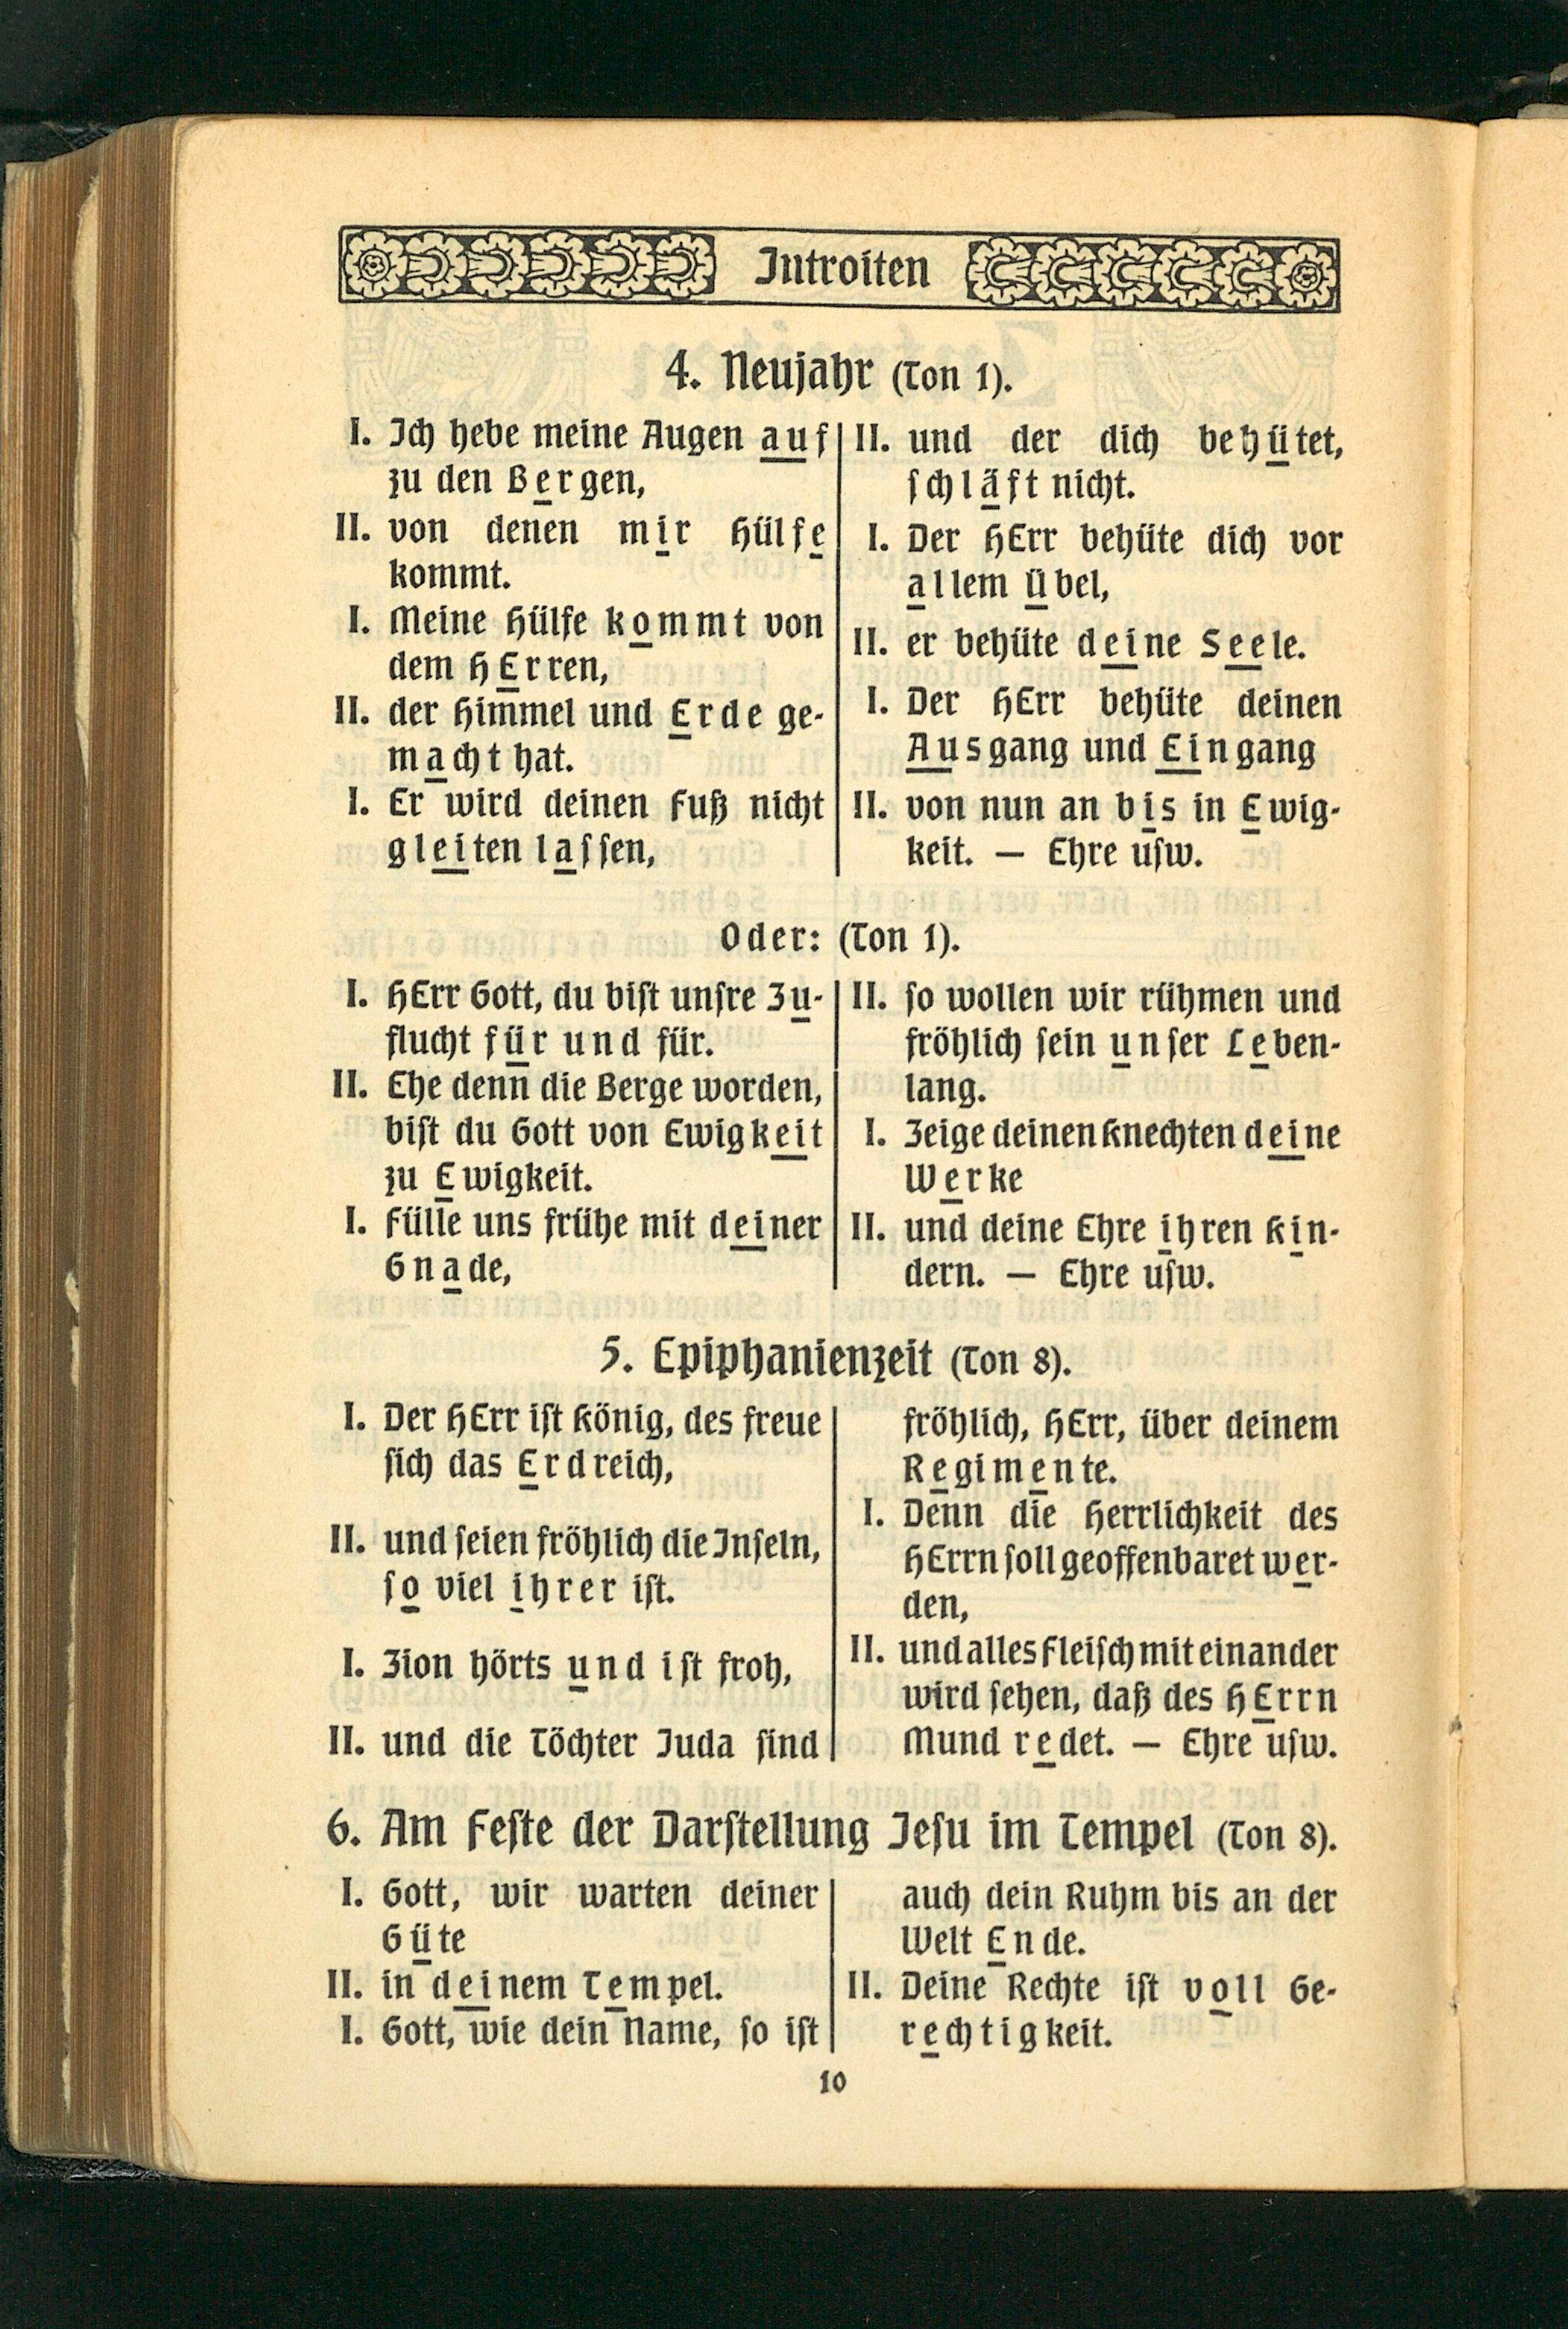 Introiten
4. Neujahr (Ton 1).
I. Ich hebe meine Augen auf
zu den Bergen,
II. von denen mir Hülfe
kommt.
I. Meine Hülfe kommt von
dem HErren,
II. der Himmel und Erde ge-
macht hat.
I. Er wird deinen Fuß nicht
gleiten lassen,
II. und der dich behütet,
schläft nicht.
I. Der HErr behüte dich vor
allem Übel,
II. er behüte deine Seele.
I. Der HErr behüte deinen
Ausgang und Eingang
II. von nun an bis in Ewig-
keit. — Ehre usw.
Oder: (Ton 1).
I. HErr Gott, du bist unsre Zu-
flucht für und für.
II. Ehe denn die Berge worden,
bist du Gott von Ewigkeit
zu Ewigkeit.
I. Fülle uns frühe mit deiner
Gnade,
II. so wollen wir rühmen und
fröhlich sein unser Leben-
lang.
I. Zeige deinen Knechten deine
Werke
II. und deine Ehre ihren Kin-
dern. — Ehre usw.
5. Epiphanienzeit (Ton 8).
I. Der HErr ist König, des freue
sich das Erdreich,
II. und seien fröhlich die Inseln,
so viel ihrer ist.
I. Zion hörts und ist froh,
II. und die Töchter Juda sind
fröhlich, HErr, über deinem
Regimente.
I. Denn die Herrlichkeit des
HErrn soll geoffenbaret wer-
den,
II. und alles Fleisch miteinander
wird sehen, daß des HErrn
Mund redet. — Ehre usw.
6. Am Feste der Darstellung Jesu im Tempel (Ton 8).
I. Gott, wir warten deiner
Güte
II. in deinem Tempel.
I. Gott, wie dein Name, so ist
auch dein Ruhm bis an der
Welt Ende.
II. Deine Rechte ist voll Ge-
rechtigkeit.
10